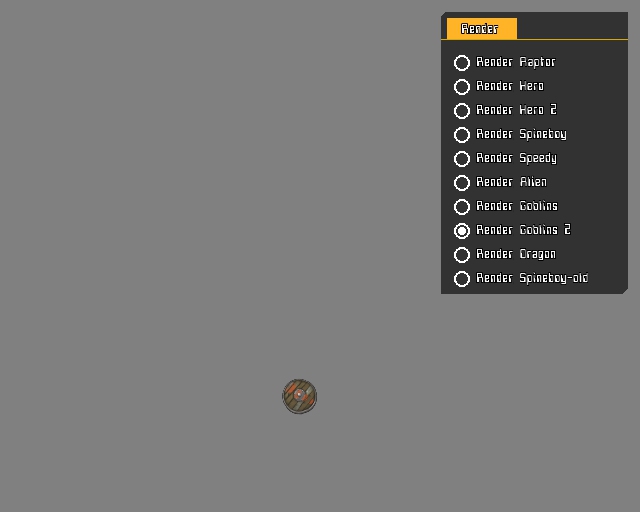 Render
Render Raptor
Render Hero
Render Hero 2
Render Spineboy
Render Speedy
Render Alien
Render Goblins
Render Goblins 2
Render Dragon
Render Spineboy-old